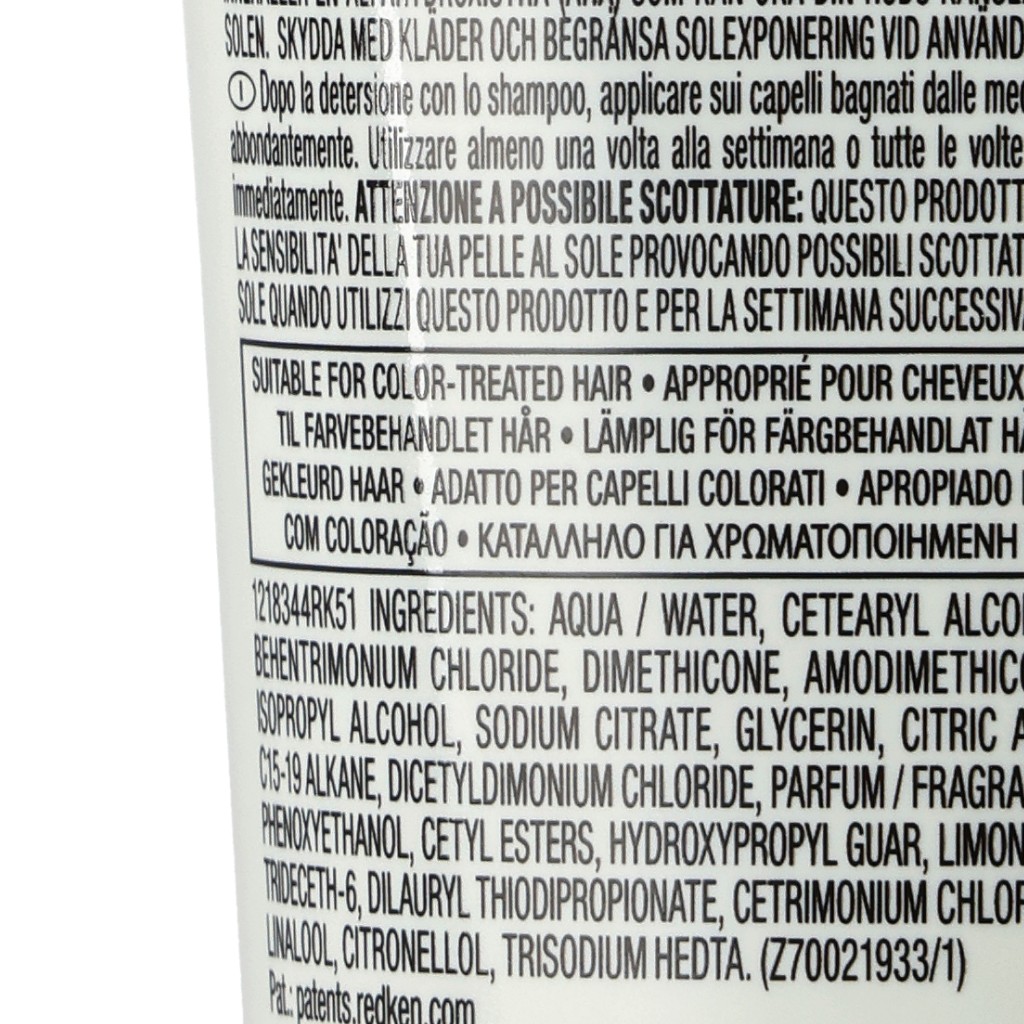 SOLEN. SKYDDA MED KLÄDER OCH BEGRÄNSA SOLEXPONERING VID
Dopo la detersione con lo shampoo, applicare sui capelli bagnati dalle
abbondantemente. Utilizzare almeno una volta alla settimana o tutte le volte
immediatamente. ATTENZIONE A POSSIBILE SCOTTATURE: QUESTO PRODOTT
LA SENSIBILITA' DELLA TUA PELLE AL SOLE PROVOCANDO POSSIBILI SCOTTAT
SOLE QUANDO UTILIZZI QUESTO PRODOTTO E PER LA SETTIMANA SUCCESSIV
SUITABLE FOR COLOR-TREATED HAIR • APPROPRIÉ POUR CHEVEUX
TIL FARVEBEHANDLET HÅR • LÄMPLIG FÖR FÄRGBEHANDLAT
GEKLEURD HAAR • ADATTO PER CAPELLI COLORATI • APROPIADO
COM COLORAÇÃO • ΚΑΤΑΛΛΗΛΟ ΓΙΑ ΧΡΩΜΑΤΟΠΟΙΗΜΕΝΗ
1218344RK51 INGREDIENTS: AQUA / WATER, CETEARYL ALCO
BEHENTRIMONIUM CHLORIDE, DIMETHICONE, AMODIMETHICO
ISOPROPYL ALCOHOL, SODIUM CITRATE, GLYCERIN, CITRIC A
C15-19 ALKANE, DICETYLDIMONIUM CHLORIDE, PARFUM / FRAGRA
PHENOXYETHANOL, CETYL ESTERS, HYDROXYPROPYL GUAR, LIMON
TRIDECETH-6, DILAURYL THIODIPROPIONATE, CETRIMONIUM CHLOR
LINALOOL, CITRONELLOL, TRISODIUM HEDTA. (Z70021933/1)
Pat.: patents.redken.com